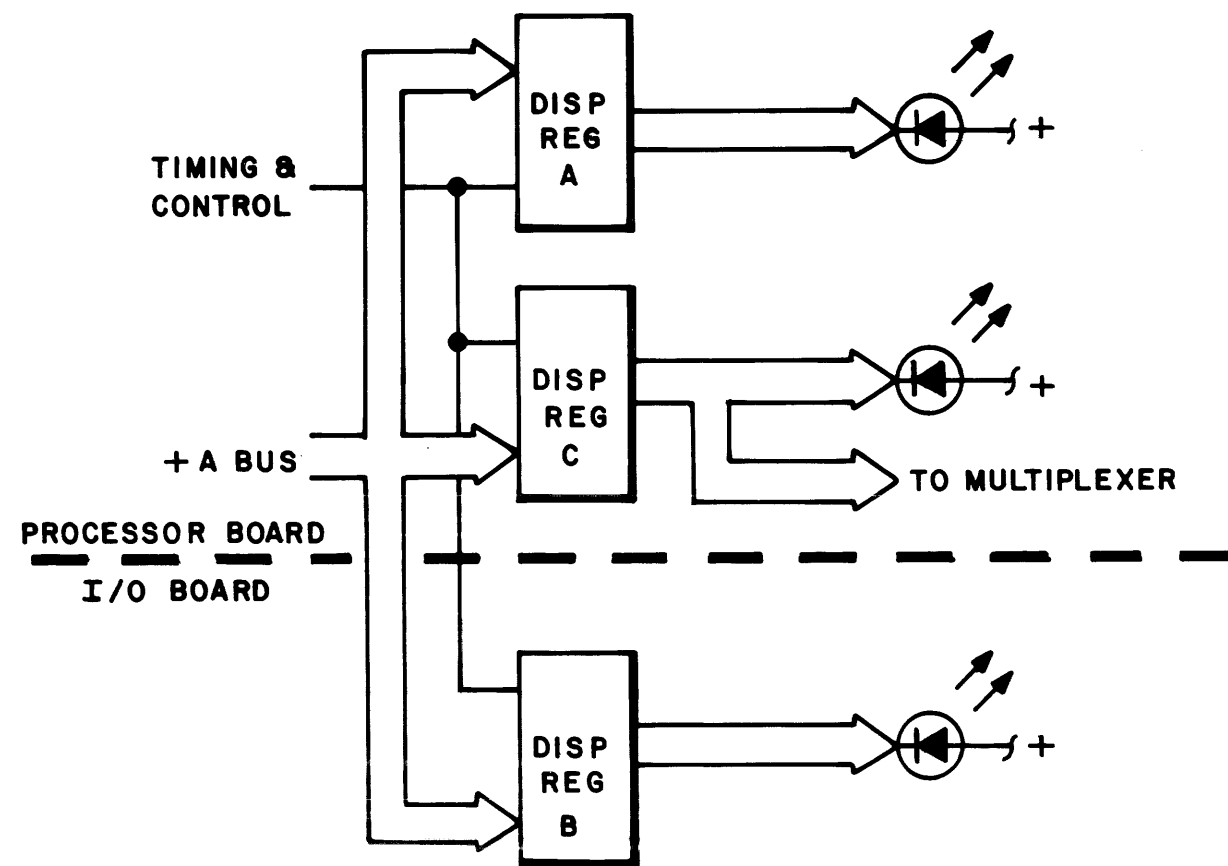 DISP
REG
A
+
TIMING &
CONTROL
DISP
REG
C
+
+ A BUS
TO MULTIPLEXER
PROCESSOR BOARD
I/O BOARD
DISP
REG
B
+